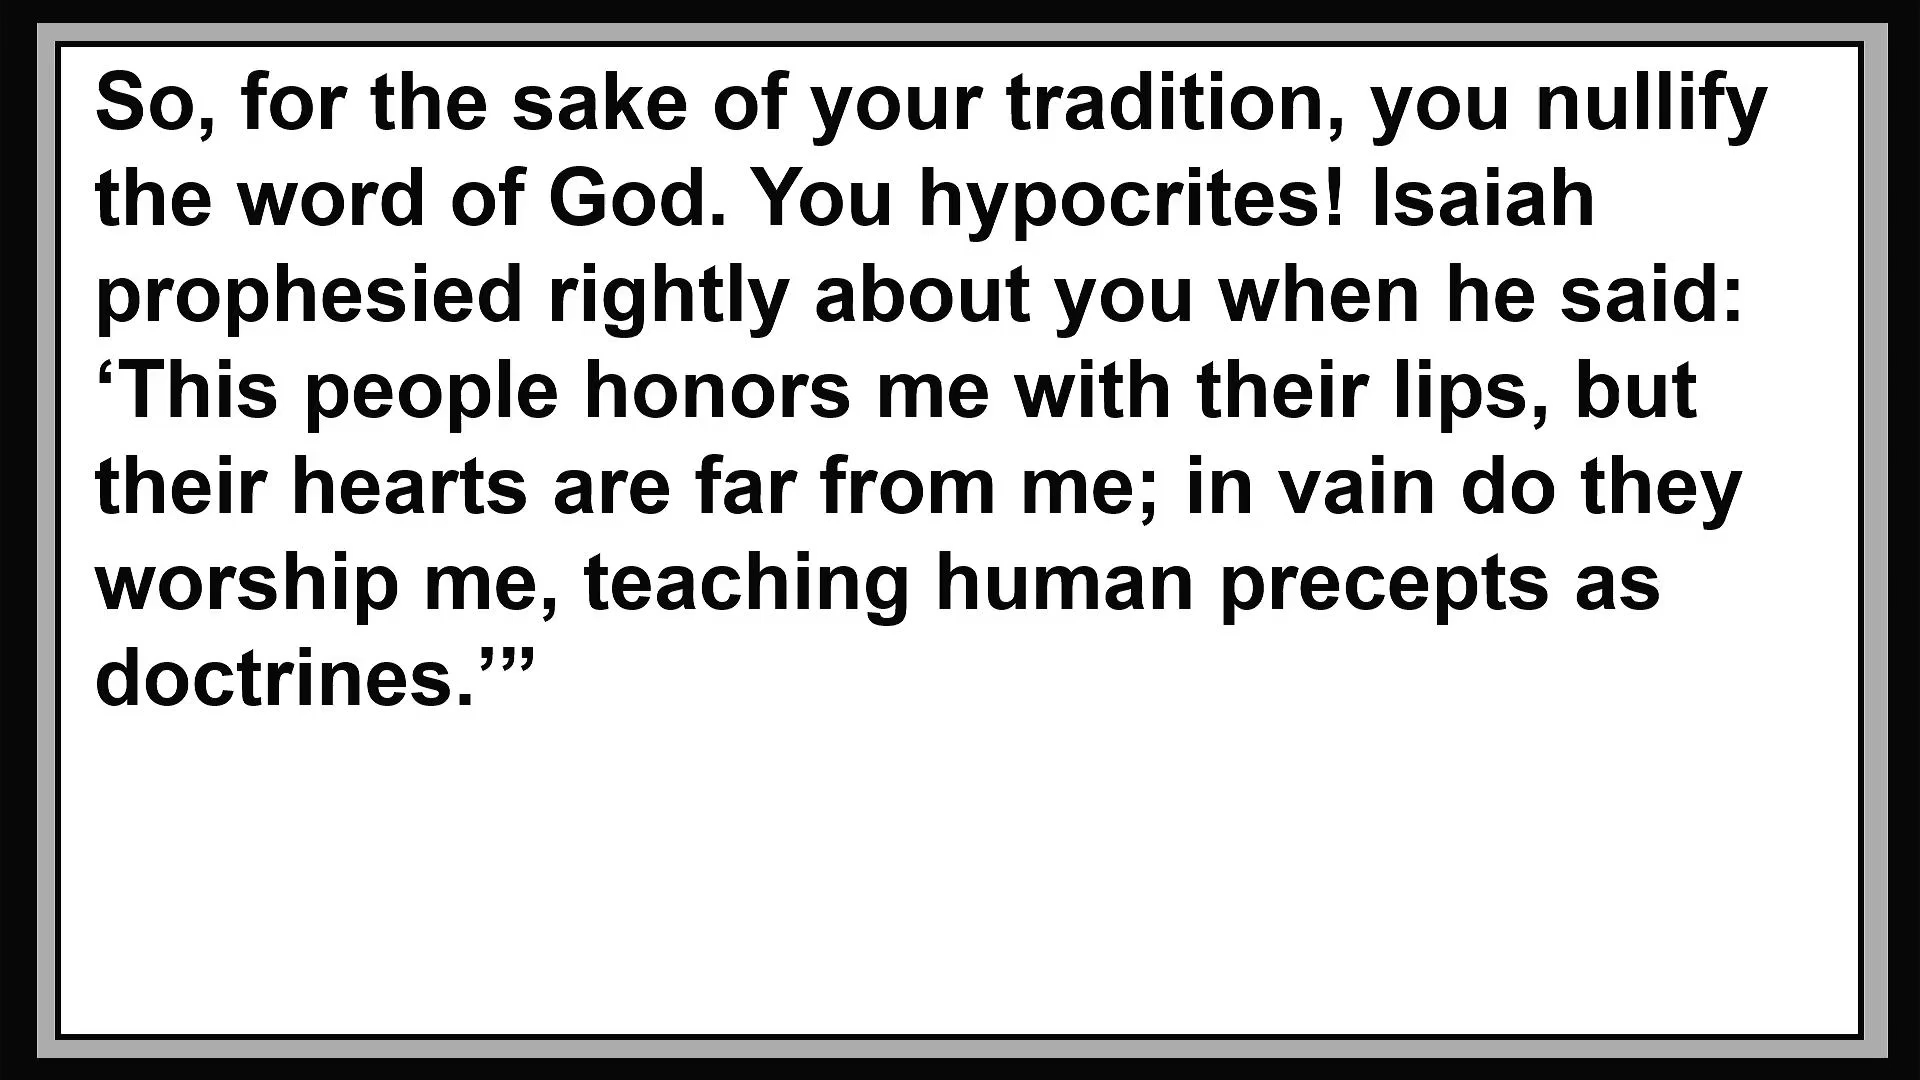 So, for the sake of your tradition, you nullify
the word of God. You hypocrites! Isaiah
prophesied rightly about you when he said:
‘This people honors me with their lips, but
their hearts are far from me; in vain do they
worship me, teaching human precepts as
doctrines.’”